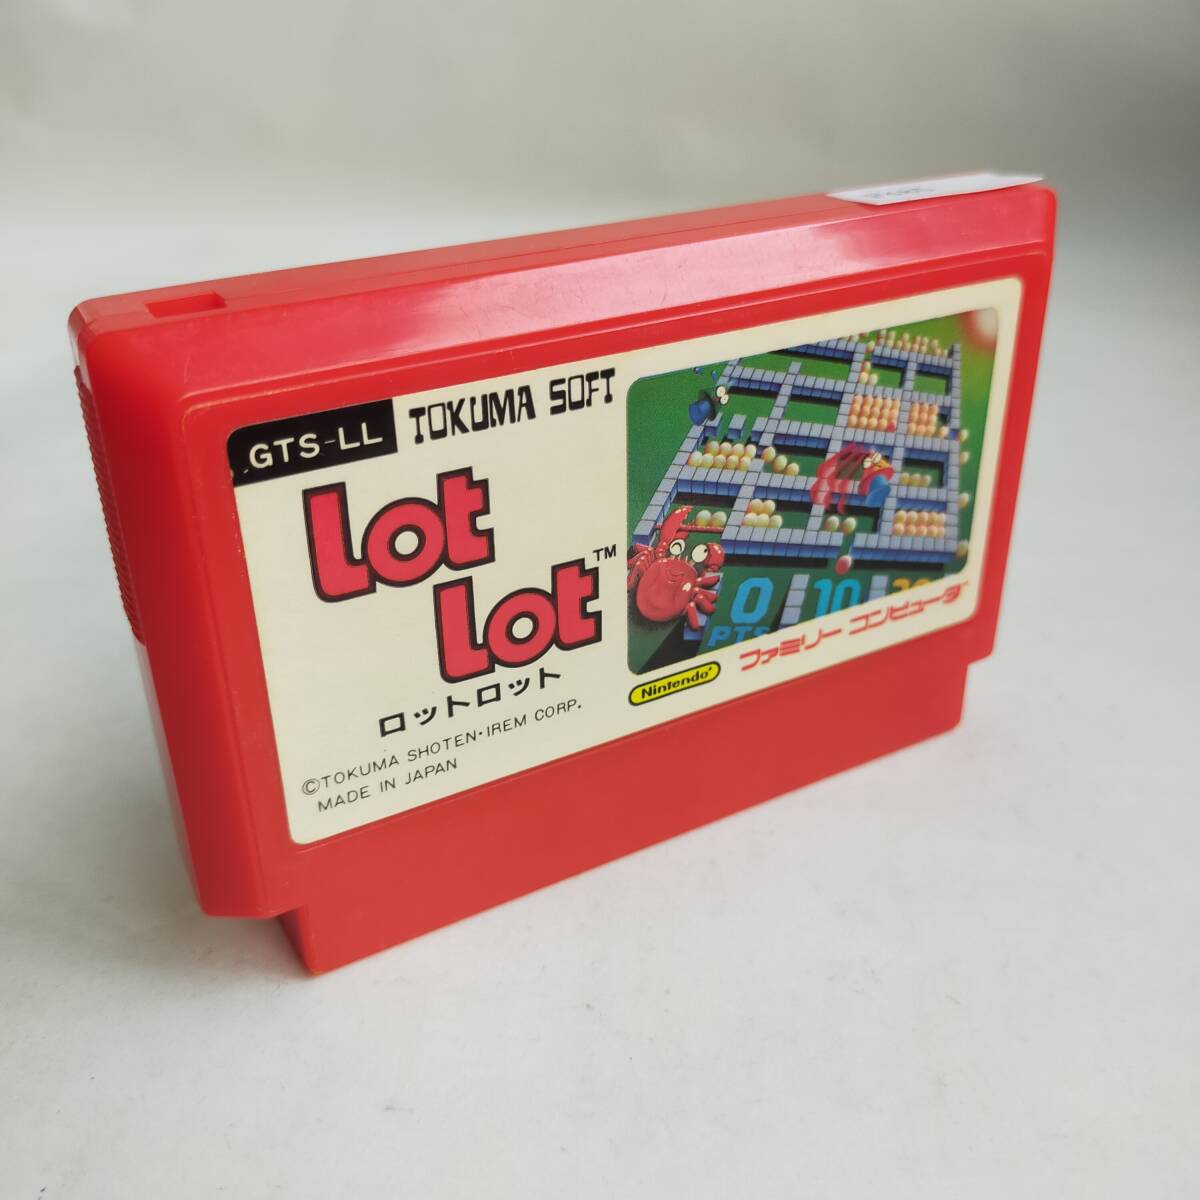 GTS-LL
TOKUMA SOFT
Lot
Lot™
ロットロット
©TOKUMA SHOTEN・IREM CORP.
MADE IN JAPAN
0
PTS
10
Nintendo
ファミリー コンピュータ